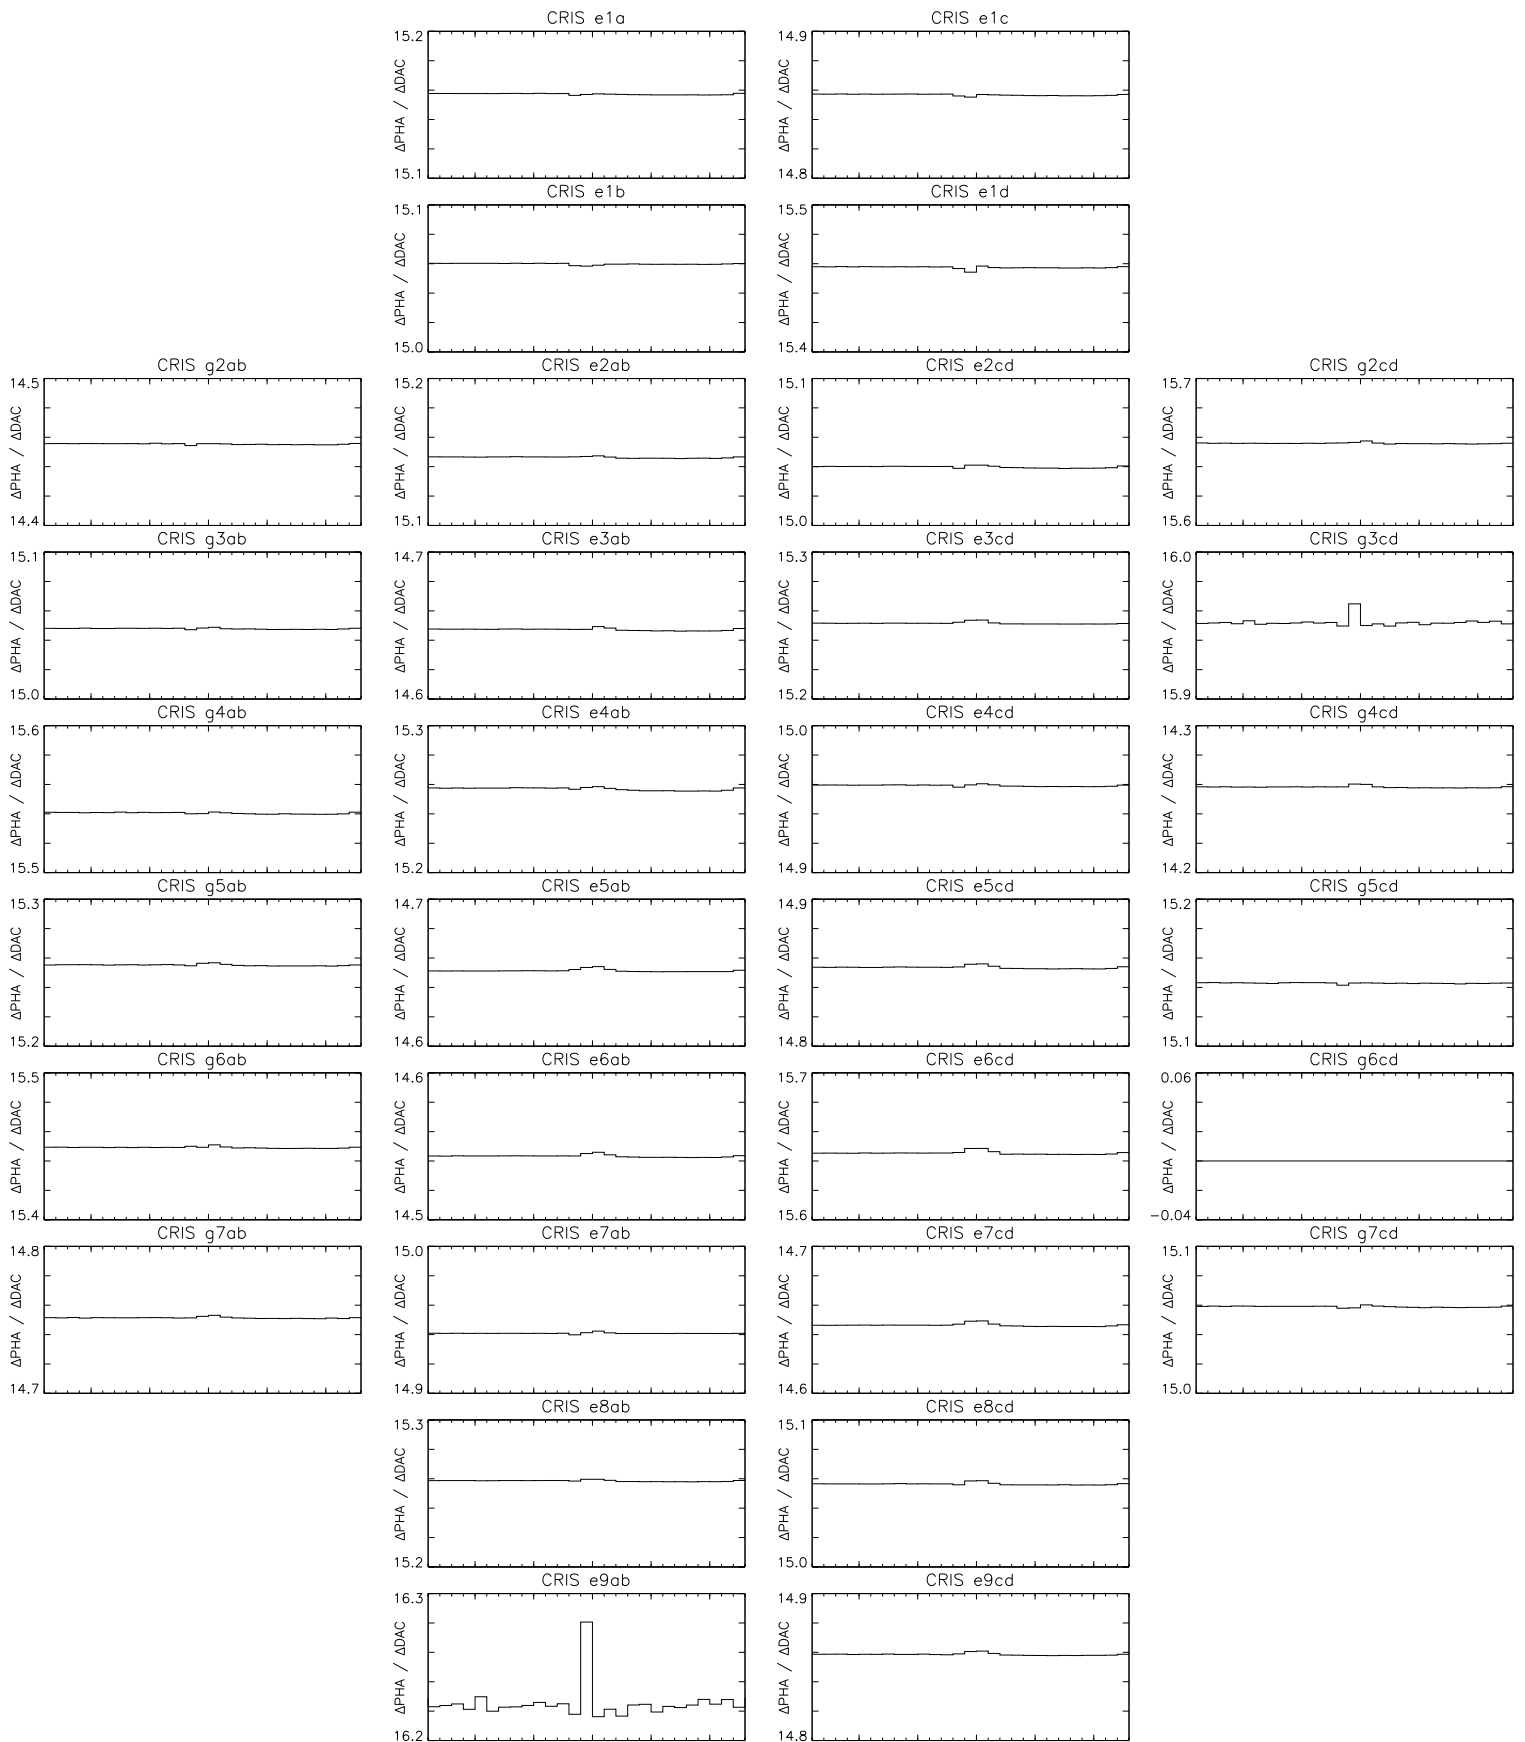 CRIS e1a
15.2
ΔPHA / ΔDAC
15.1
CRIS e1c
14.9
ΔPHA / ΔDAC
14.8
CRIS e1b
15.1
ΔPHA / ΔDAC
15.0
CRIS e1d
15.5
ΔPHA / ΔDAC
15.4
CRIS g2ab
14.5
ΔPHA / ΔDAC
14.4
CRIS e2ab
15.2
ΔPHA / ΔDAC
15.1
CRIS e2cd
15.1
ΔPHA / ΔDAC
15.0
CRIS g2cd
15.7
ΔPHA / ΔDAC
15.6
CRIS g3ab
15.1
ΔPHA / ΔDAC
15.0
CRIS e3ab
14.7
ΔPHA / ΔDAC
14.6
CRIS e3cd
15.3
ΔPHA / ΔDAC
15.2
CRIS g3cd
16.0
ΔPHA / ΔDAC
15.9
CRIS g4ab
15.6
ΔPHA / ΔDAC
15.5
CRIS e4ab
15.3
ΔPHA / ΔDAC
15.2
CRIS e4cd
15.0
ΔPHA / ΔDAC
14.9
CRIS g4cd
14.3
ΔPHA / ΔDAC
14.2
CRIS g5ab
15.3
ΔPHA / ΔDAC
15.2
CRIS e5ab
14.7
ΔPHA / ΔDAC
14.6
CRIS e5cd
14.9
ΔPHA / ΔDAC
14.8
CRIS g5cd
15.2
ΔPHA / ΔDAC
15.1
CRIS g6ab
15.5
ΔPHA / ΔDAC
15.4
CRIS e6ab
14.6
ΔPHA / ΔDAC
14.5
CRIS e6cd
15.7
ΔPHA / ΔDAC
15.6
CRIS g6cd
0.06
ΔPHA / ΔDAC
−0.04
CRIS g7ab
14.8
ΔPHA / ΔDAC
14.7
CRIS e7ab
15.0
ΔPHA / ΔDAC
14.9
CRIS e7cd
14.7
ΔPHA / ΔDAC
14.6
CRIS g7cd
15.1
ΔPHA / ΔDAC
15.0
CRIS e8ab
15.3
ΔPHA / ΔDAC
15.2
CRIS e8cd
15.1
ΔPHA / ΔDAC
15.0
CRIS e9ab
16.3
ΔPHA / ΔDAC
16.2
CRIS e9cd
14.9
ΔPHA / ΔDAC
14.8